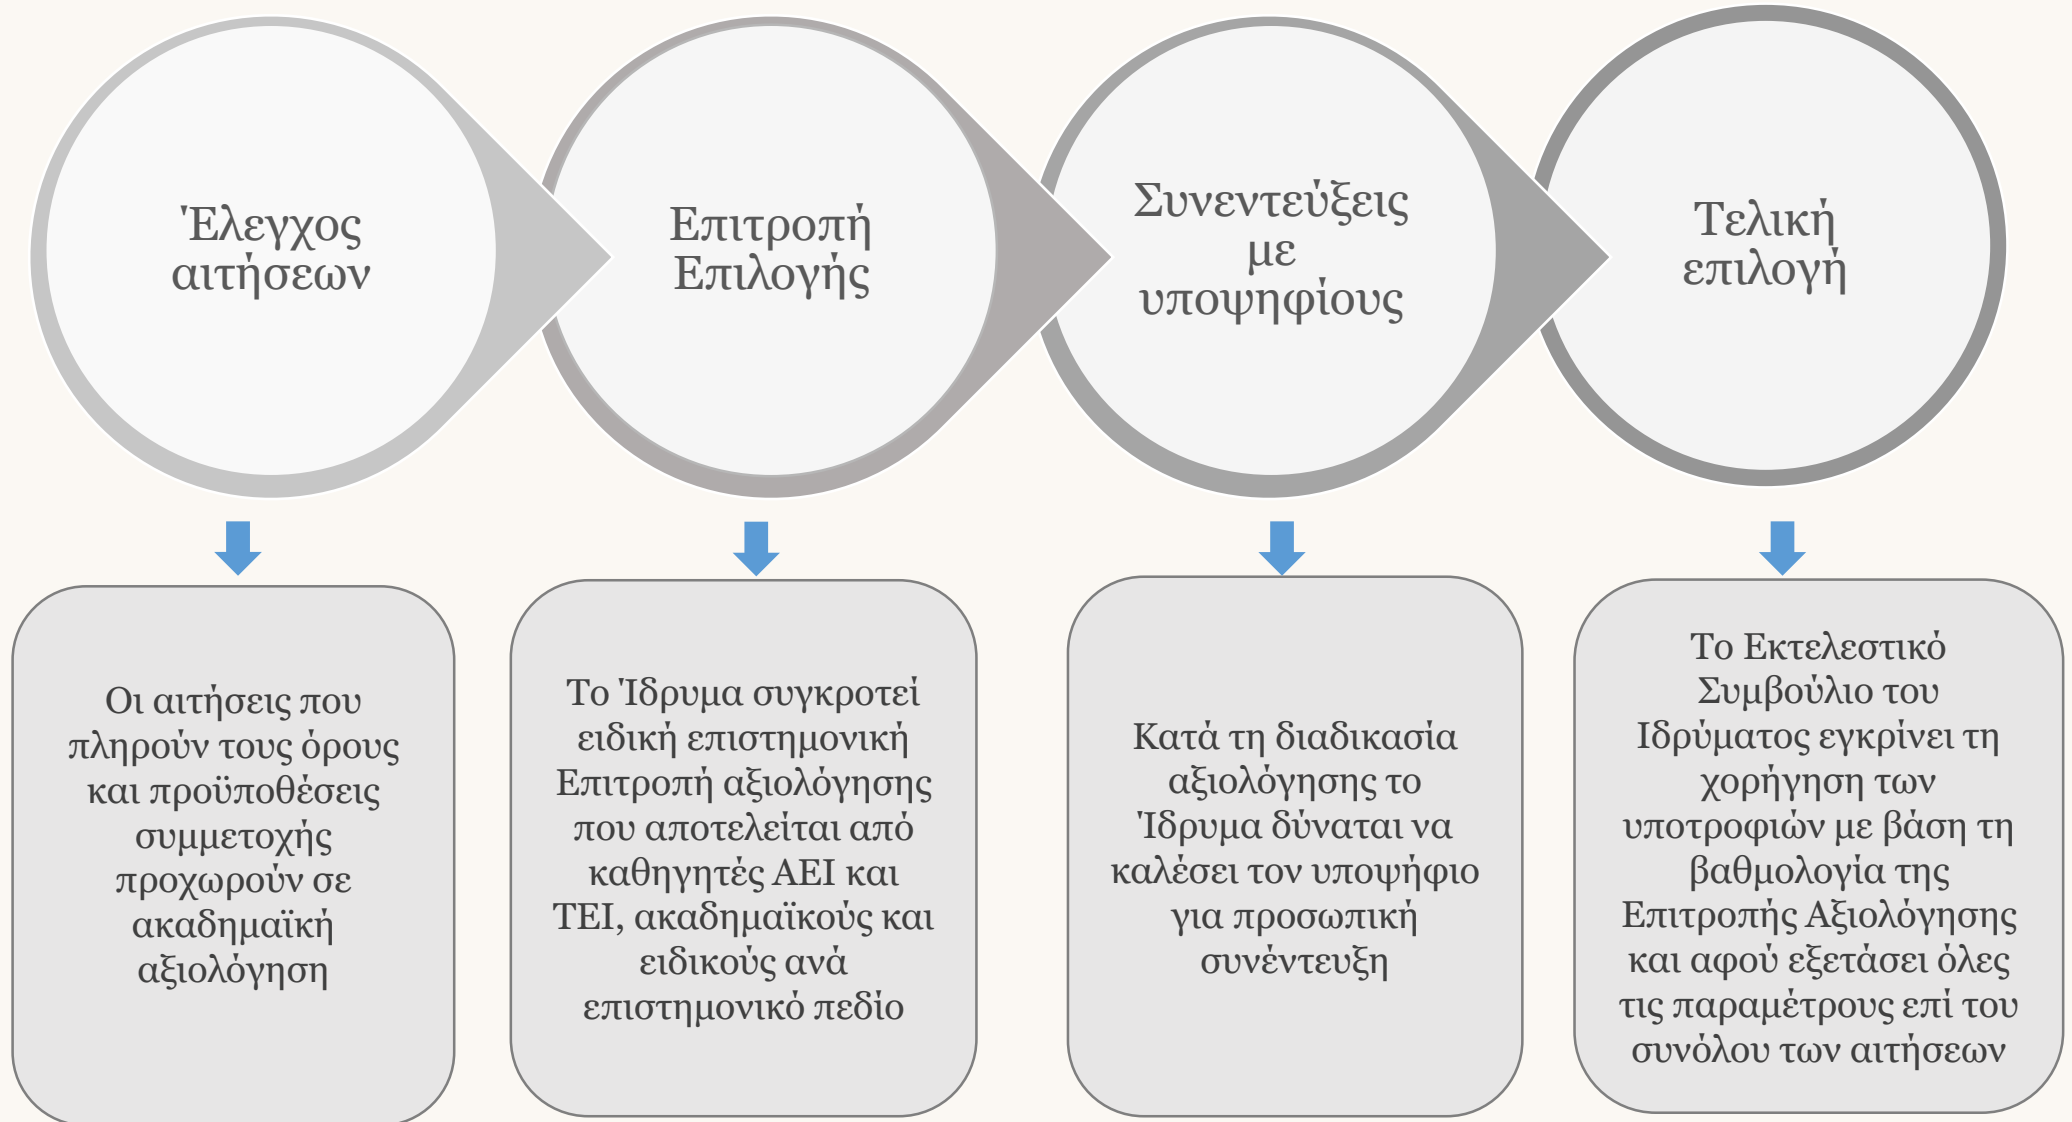 Έλεγχος
αιτήσεων
Επιτροπή
Επιλογής
Συνεντεύξεις
με
υποψηφίους
Τελική
επιλογή
Οι αιτήσεις που
πληρούν τους όρους
και προϋποθέσεις
συμμετοχής
προχωρούν σε
ακαδημαϊκή
αξιολόγηση
Το Ίδρυμα συγκροτεί
ειδική επιστημονική
Επιτροπή αξιολόγησης
που αποτελείται από
καθηγητές ΑΕΙ και
ΤΕΙ, ακαδημαϊκούς και
ειδικούς ανά
επιστημονικό πεδίο
Κατά τη διαδικασία
αξιολόγησης το
Ίδρυμα δύναται να
καλέσει τον υποψήφιο
για προσωπική
συνέντευξη
Το Εκτελεστικό
Συμβούλιο του
Ιδρύματος εγκρίνει τη
χορήγηση των
υποτροφιών με βάση τη
βαθμολογία της
Επιτροπής Αξιολόγησης
και αφού εξετάσει όλες
τις παραμέτρους επί του
συνόλου των αιτήσεων